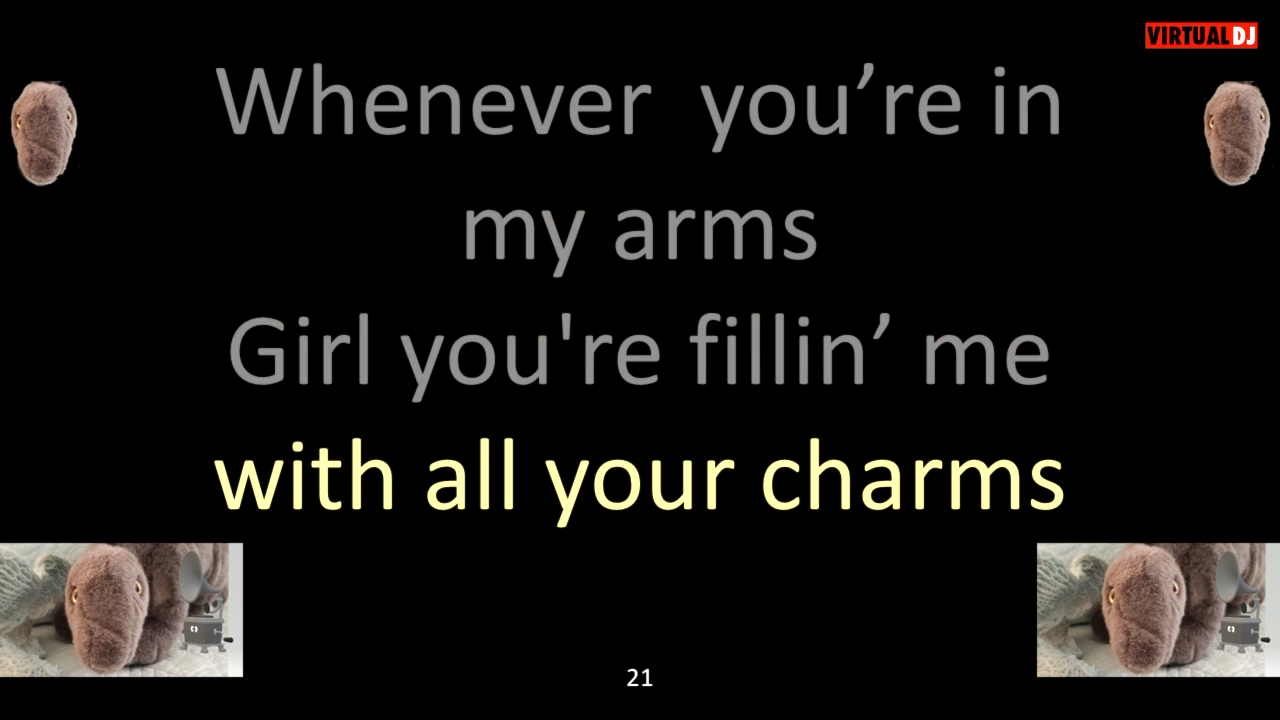 VIRTUAL DJ
Whenever  you’re in
my arms
Girl you're fillin’ me
with all your charms
21